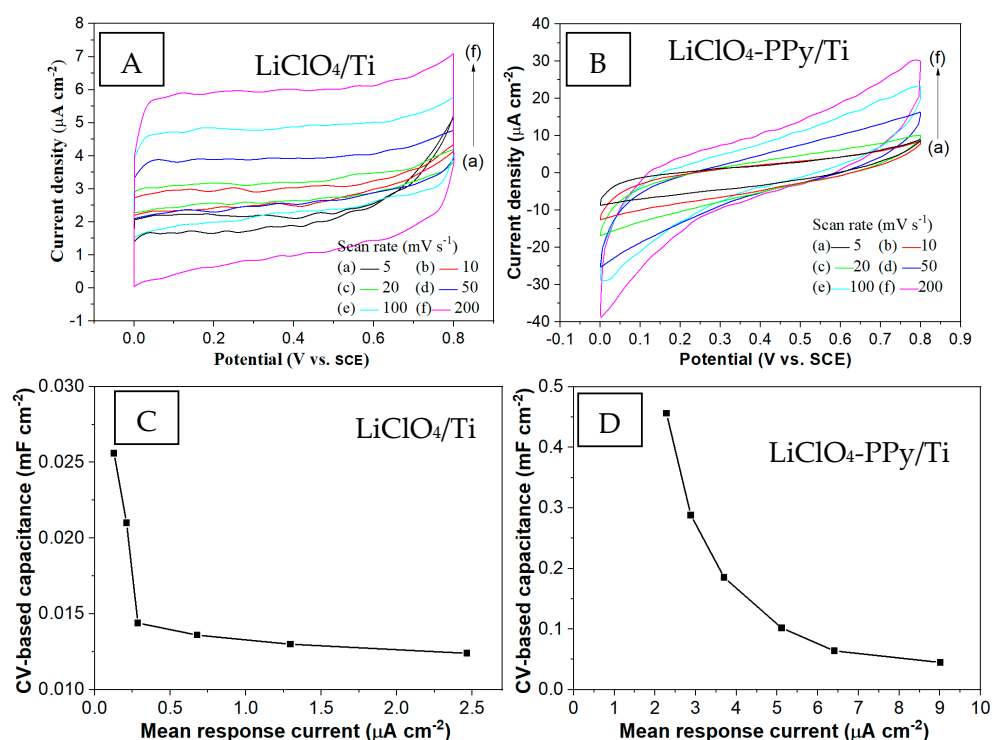 A
LiClO₄/Ti
(f)
(a)
Scan rate (mV s⁻¹)
(a) 5 (b) 10
(c) 20 (d) 50
(e) 100 (f) 200
8
7
6
5
4
3
2
1
0
-1
0.0 0.2 0.4 0.6 0.8
Current density (μA cm⁻²)
Potential (V vs. SCE)
B
LiClO₄-PPy/Ti
(f)
(a)
Scan rate (mV s⁻¹)
(a) 5 (b) 10
(c) 20 (d) 50
(e) 100 (f) 200
40
30
20
10
0
-10
-20
-30
-40
-0.1 0.0 0.1 0.2 0.3 0.4 0.5 0.6 0.7 0.8 0.9
Current density (μA cm⁻²)
Potential (V vs. SCE)
C
LiClO₄/Ti
0.030
0.025
0.020
0.015
0.010
0.0 0.5 1.0 1.5 2.0 2.5
CV-based capacitance (mF cm⁻²)
Mean response current (μA cm⁻²)
D
LiClO₄-PPy/Ti
0.5
0.4
0.3
0.2
0.1
0.0
0 1 2 3 4 5 6 7 8 9 10
CV-based capacitance (mF cm⁻²)
Mean response current (μA cm⁻²)